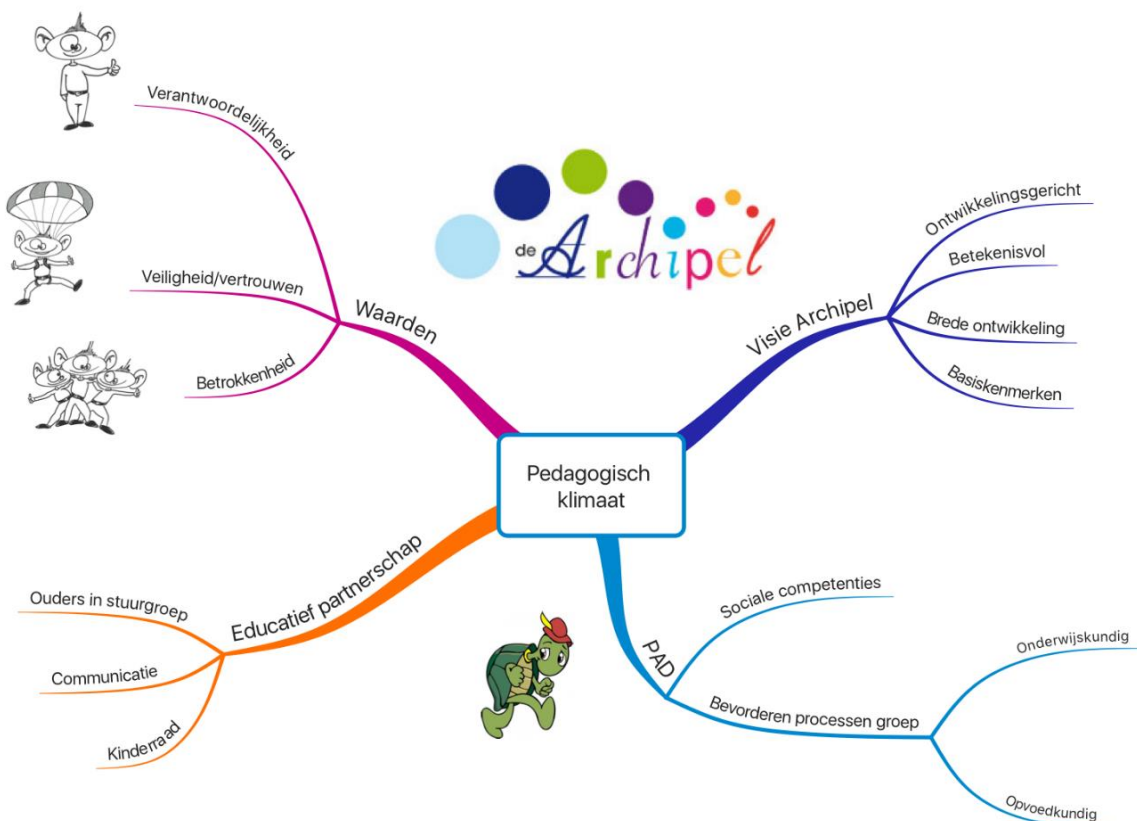 de Archipel
Pedagogisch
klimaat
Waarden
Verantwoordelijkheid
Veiligheid/vertrouwen
Betrokkenheid
Visie Archipel
Ontwikkelingsgericht
Betekenisvol
Brede ontwikkeling
Basiskenmerken
Educatief partnerschap
Ouders in stuurgroep
Communicatie
Kinderraad
PAD
Sociale competenties
Bevorderen processen groep
Onderwijskundig
Opvoedkundig